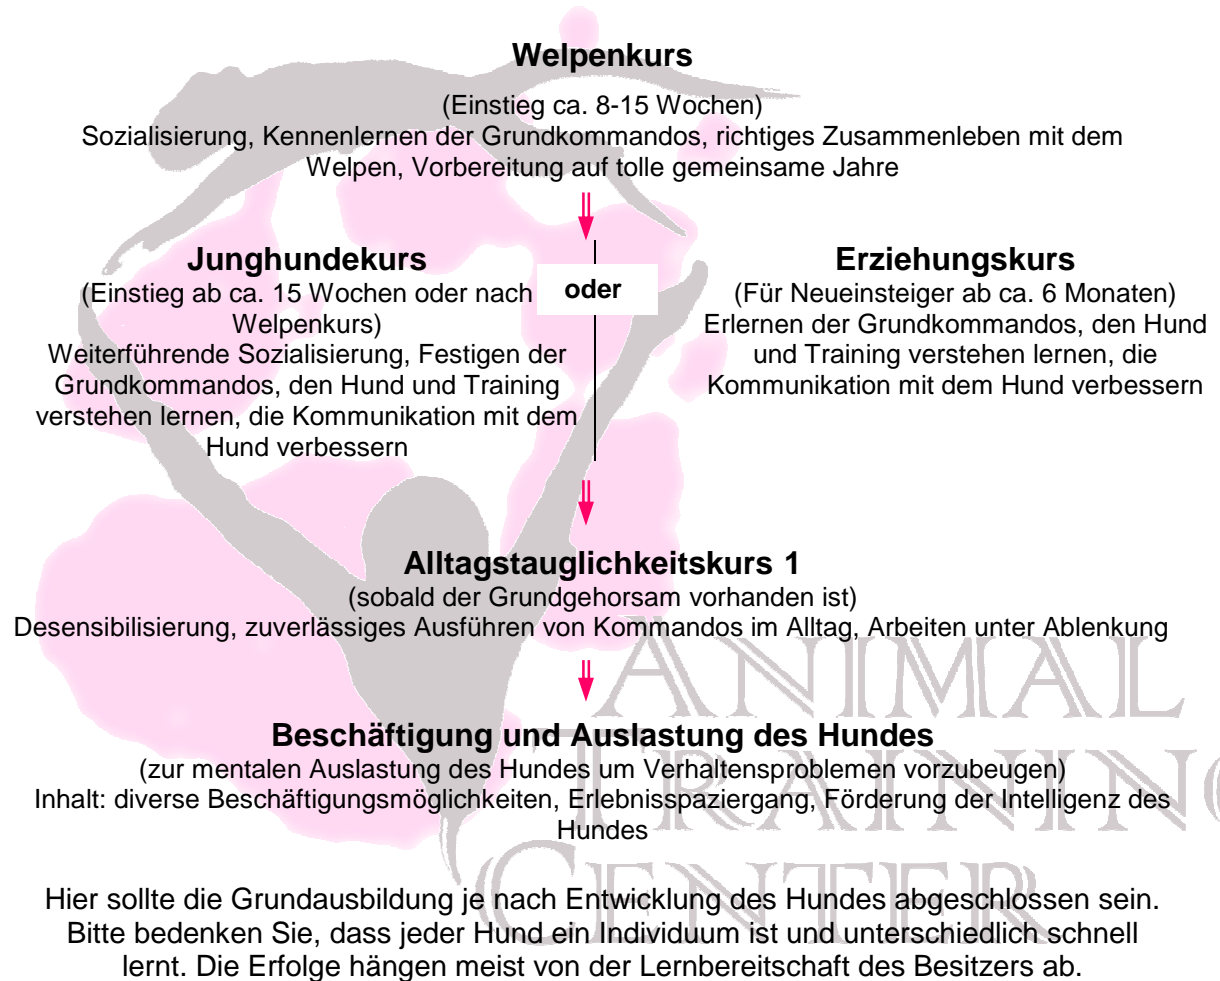 Welpenkurs
(Einstieg ca. 8-15 Wochen)
Sozialisierung, Kennenlernen der Grundkommandos, richtiges Zusammenleben mit dem
Welpen, Vorbereitung auf tolle gemeinsame Jahre
Junghundekurs
(Einstieg ab ca. 15 Wochen oder nach
Welpenkurs)
Weiterführende Sozialisierung, Festigen der
Grundkommandos, den Hund und Training
verstehen lernen, die Kommunikation mit dem
Hund verbessern
oder
Erziehungskurs
(Für Neueinsteiger ab ca. 6 Monaten)
Erlernen der Grundkommandos, den Hund
und Training verstehen lernen, die
Kommunikation mit dem Hund verbessern
Alltagstauglichkeitskurs 1
(sobald der Grundgehorsam vorhanden ist)
Desensibilisierung, zuverlässiges Ausführen von Kommandos im Alltag, Arbeiten unter Ablenkung
Beschäftigung und Auslastung des Hundes
(zur mentalen Auslastung des Hundes um Verhaltensproblemen vorzubeugen)
Inhalt: diverse Beschäftigungsmöglichkeiten, Erlebnisspaziergang, Förderung der Intelligenz des
Hundes
Hier sollte die Grundausbildung je nach Entwicklung des Hundes abgeschlossen sein.
Bitte bedenken Sie, dass jeder Hund ein Individuum ist und unterschiedlich schnell
lernt. Die Erfolge hängen meist von der Lernbereitschaft des Besitzers ab.
ANIMAL
TRAINING
CENTER